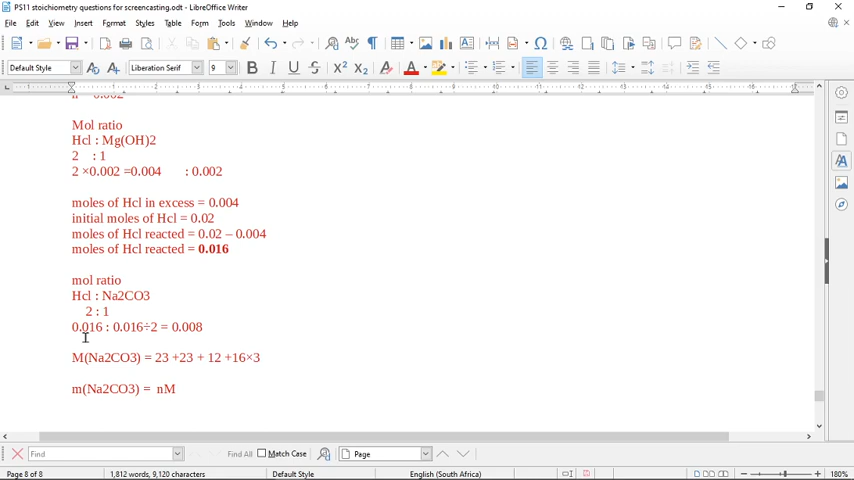 PS11 stoichiometry questions for screencasting.odt - LibreOffice Writer
File Edit View Insert Format Styles Table Form Tools Window Help
Default Style Liberation Serif 9
Mol ratio
Hcl : Mg(OH)2
2 : 1
2 ×0.002 =0.004 : 0.002
moles of Hcl in excess = 0.004
initial moles of Hcl = 0.02
moles of Hcl reacted = 0.02 – 0.004
moles of Hcl reacted = 0.016
mol ratio
Hcl : Na2CO3
2 : 1
0.016 : 0.016÷2 = 0.008
M(Na2CO3) = 23 +23 + 12 +16×3
m(Na2CO3) = nM
Find Find All Match Case Page
Page 8 of 8 1,812 words, 9,120 characters Default Style English (South Africa) 180%